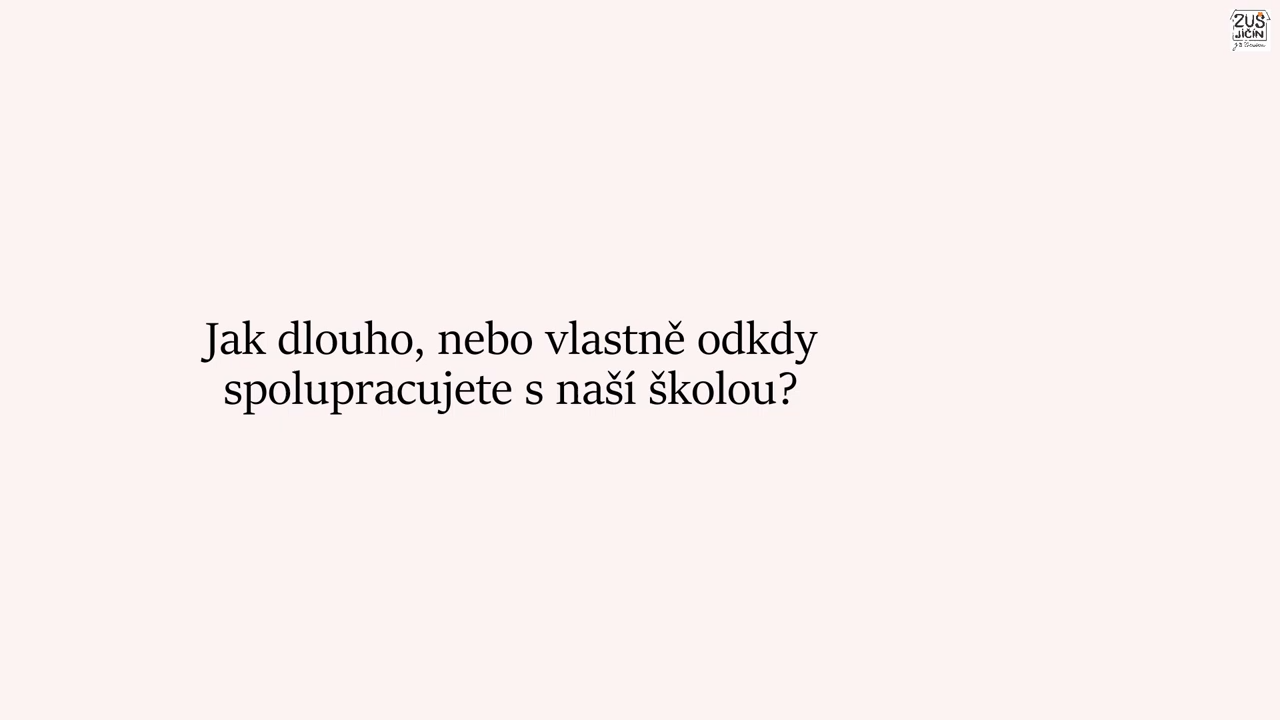 ZUŠ
JIČÍN
Jak dlouho, nebo vlastně odkdy
spolupracujete s naší školou?